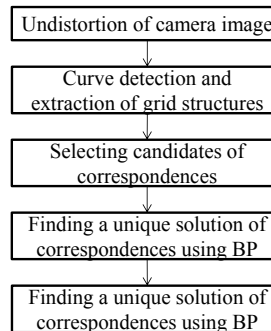 Undistortion of camera image
Curve detection and
extraction of grid structures
Selecting candidates of
correspondences
Finding a unique solution of
correspondences using BP
Finding a unique solution of
correspondences using BP